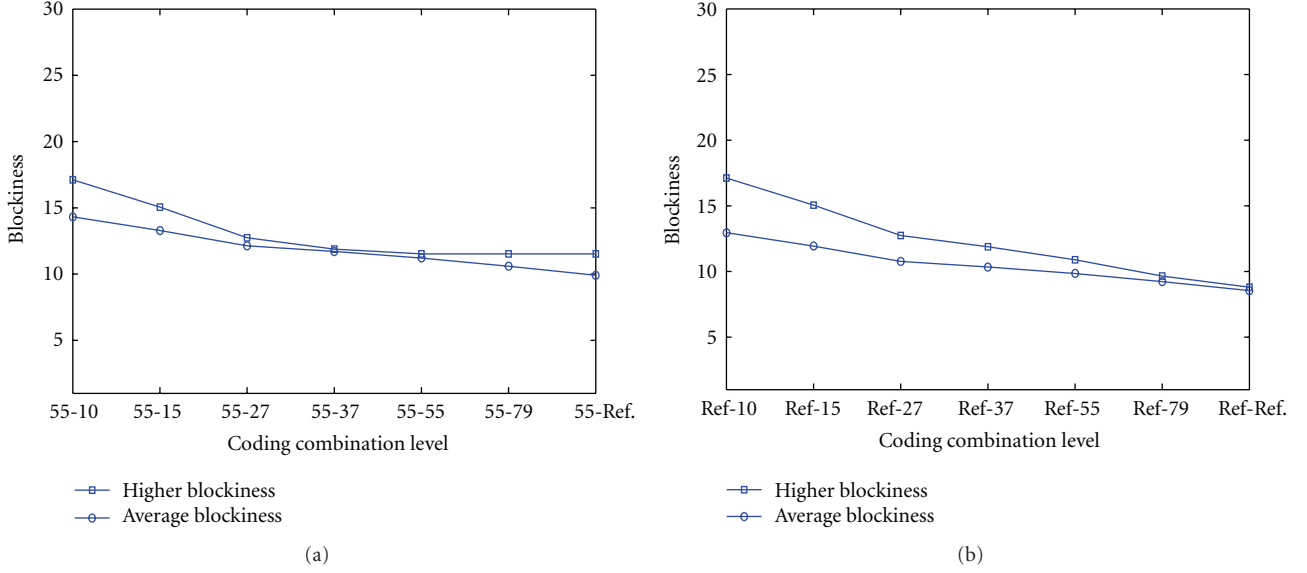 30
25
20
15
10
5
Blockiness
55-10 55-15 55-27 55-37 55-55 55-79 55-Ref.
Coding combination level
Higher blockiness
Average blockiness
(a)
30
25
20
15
10
5
Blockiness
Ref-10 Ref-15 Ref-27 Ref-37 Ref-55 Ref-79 Ref-Ref.
Coding combination level
Higher blockiness
Average blockiness
(b)